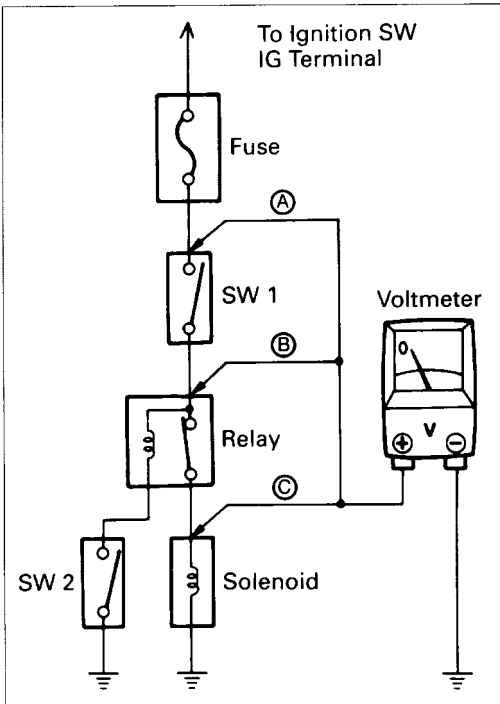 To Ignition SW
IG Terminal
Fuse
A
SW 1
Voltmeter
0
B
V
+ −
Relay
C
SW 2
Solenoid